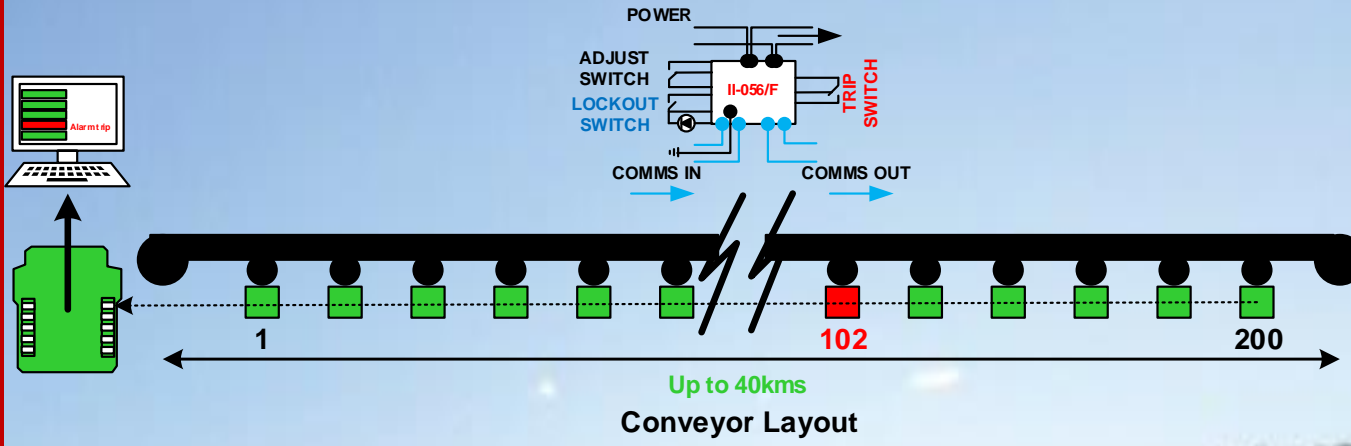 POWER
ADJUST
SWITCH
LOCKOUT
SWITCH
II-056/F
TRIP
SWITCH
COMMS IN
COMMS OUT
Alarm trip
1
102
200
Up to 40kms
Conveyor Layout